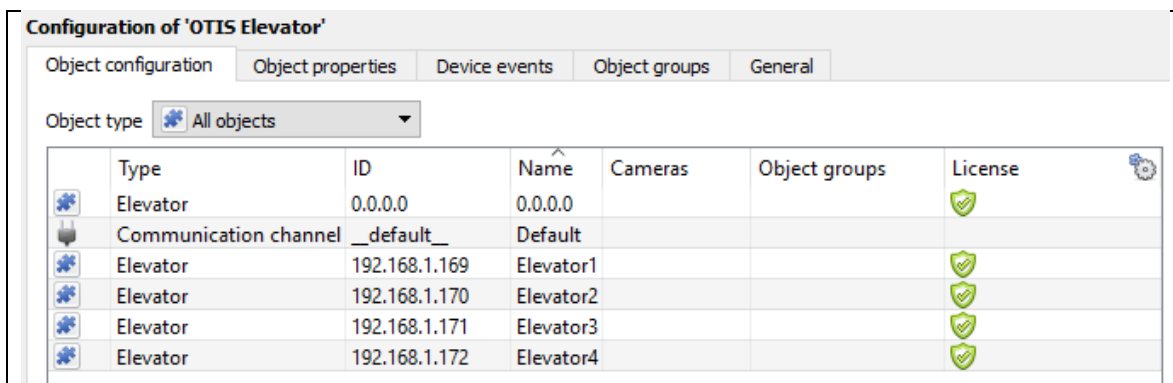 Configuration of 'OTIS Elevator'
Object configuration Object properties Device events Object groups General
Object type All objects
Type ID Name Cameras Object groups License
Elevator 0.0.0.0 0.0.0.0
Communication channel __default__ Default
Elevator 192.168.1.169 Elevator1
Elevator 192.168.1.170 Elevator2
Elevator 192.168.1.171 Elevator3
Elevator 192.168.1.172 Elevator4